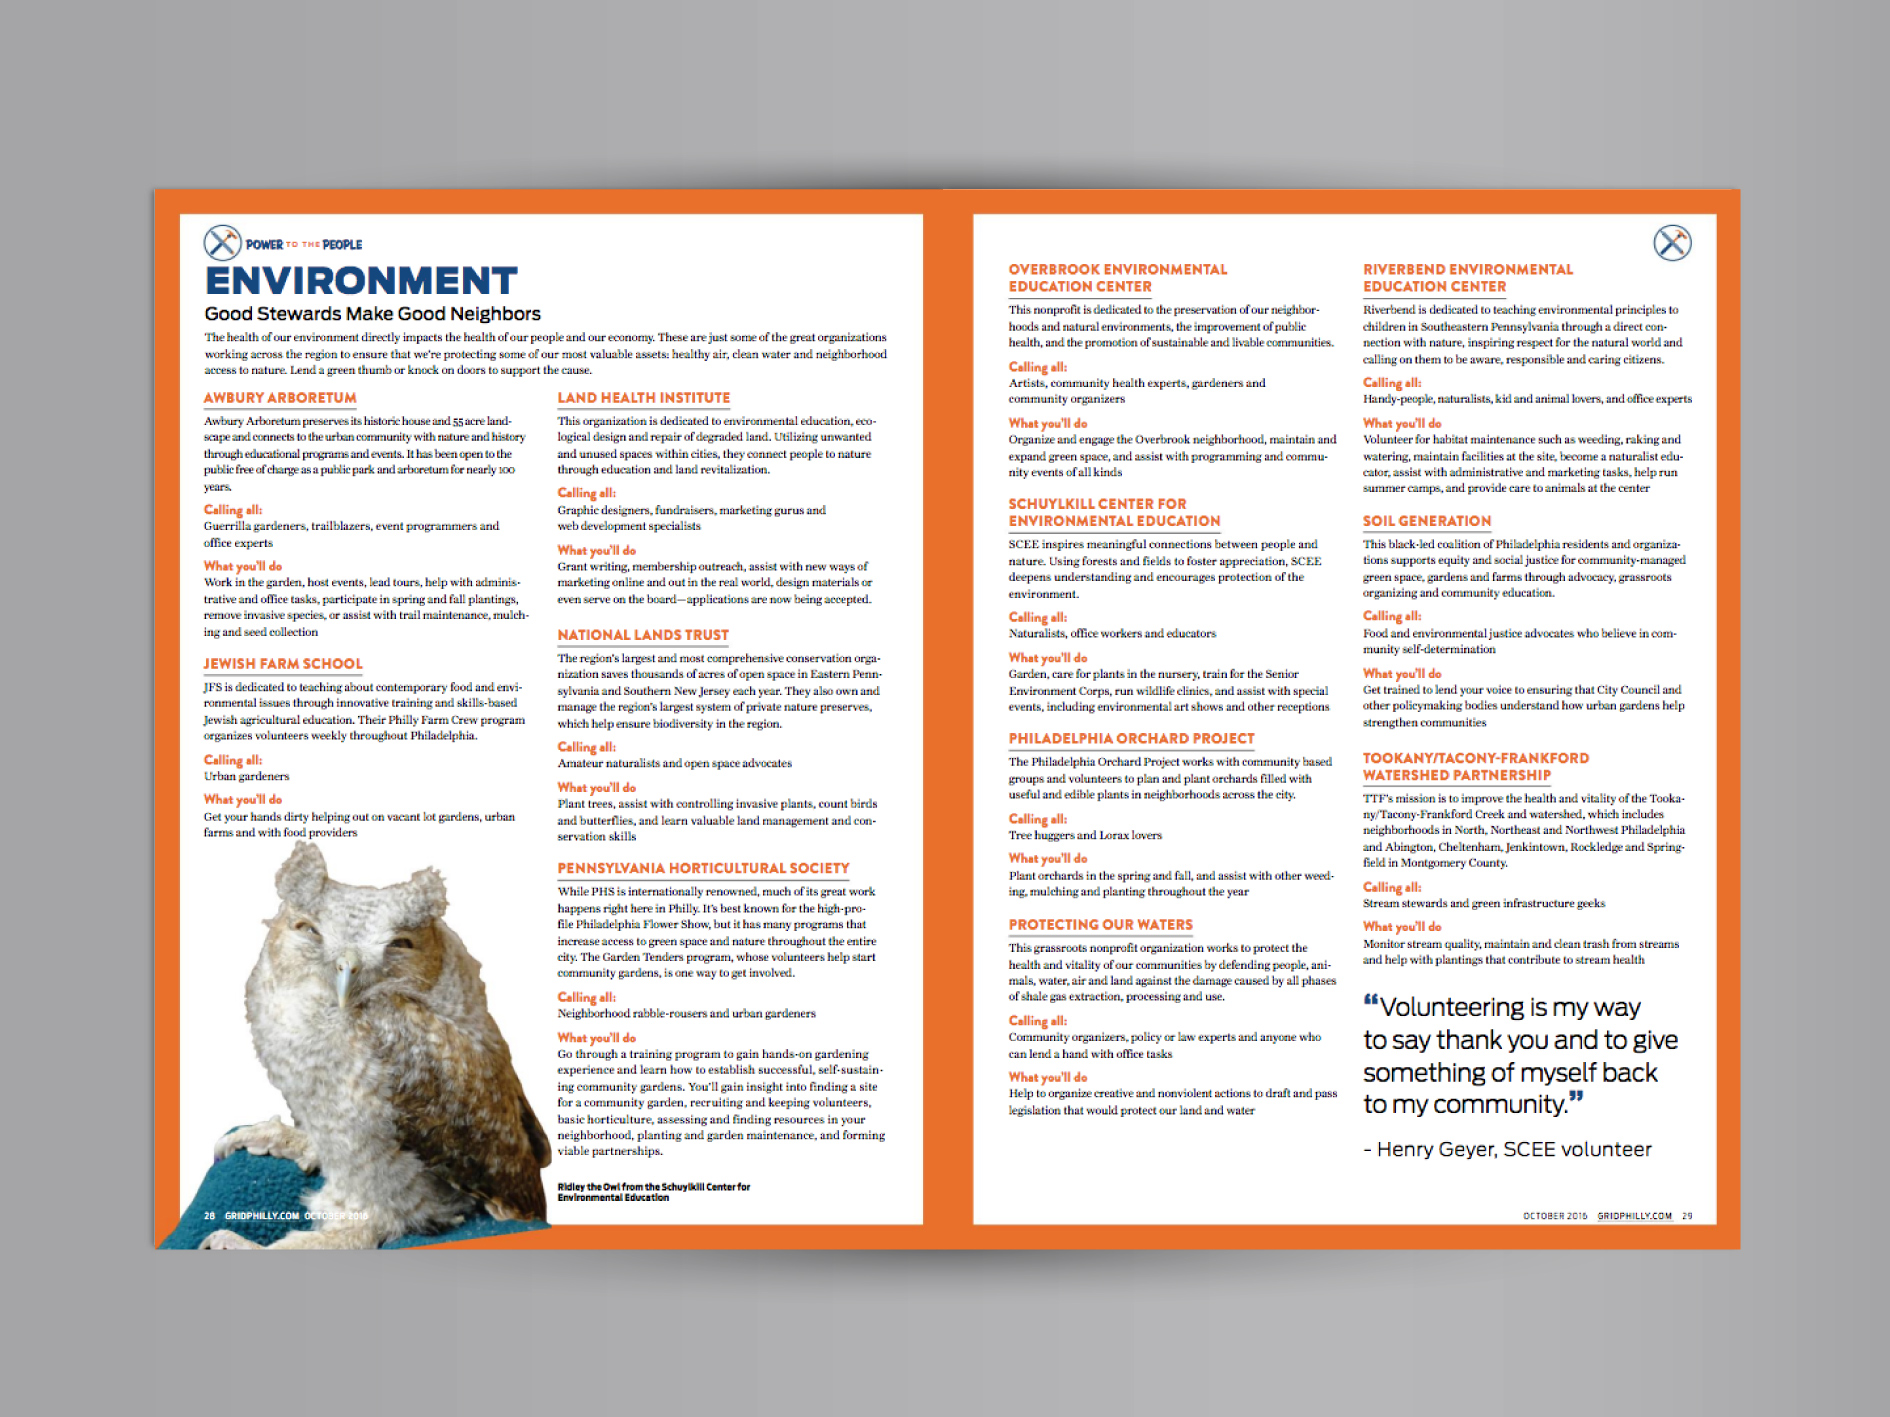 POWER TO THE PEOPLE
ENVIRONMENT
Good Stewards Make Good Neighbors
The health of our environment directly impacts the health of our people and our economy. These are just some of the great organizations
working across the region to ensure that we're protecting some of our most valuable assets: healthy air, clean water and neighborhood
access to nature. Lend a green thumb or knock on doors to support the cause.
AWBURY ARBORETUM
Awbury Arboretum preserves its historic house and 55 acre land-
scape and connects to the urban community with nature and history
through educational programs and events. It has been open to the
public free of charge as a public park and arboretum for nearly 100
years.
Calling all:
Guerrilla gardeners, trailblazers, event programmers and
office experts
What you'll do
Work in the garden, host events, lead tours, help with adminis-
trative and office tasks, participate in spring and fall plantings,
remove invasive species, or assist with trail maintenance, mulch-
ing and seed collection
JEWISH FARM SCHOOL
JFS is dedicated to teaching about contemporary food and envi-
ronmental issues through innovative training and skills-based
Jewish agricultural education. Their Philly Farm Crew program
organizes volunteers weekly throughout Philadelphia.
Calling all:
Urban gardeners
What you'll do
Get your hands dirty helping out on vacant lot gardens, urban
farms and with food providers
LAND HEALTH INSTITUTE
This organization is dedicated to environmental education, eco-
logical design and repair of degraded land. Utilizing unwanted
and unused spaces within cities, they connect people to nature
through education and land revitalization.
Calling all:
Graphic designers, fundraisers, marketing gurus and
web development specialists
What you'll do
Grant writing, membership outreach, assist with new ways of
marketing online and out in the real world, design materials or
even serve on the board—applications are now being accepted.
NATIONAL LANDS TRUST
The region's largest and most comprehensive conservation orga-
nization saves thousands of acres of open space in Eastern Penn-
sylvania and Southern New Jersey each year. They also own and
manage the region's largest system of private nature preserves,
which help ensure biodiversity in the region.
Calling all:
Amateur naturalists and open space advocates
What you'll do
Plant trees, assist with controlling invasive plants, count birds
and butterflies, and learn valuable land management and con-
servation skills
PENNSYLVANIA HORTICULTURAL SOCIETY
While PHS is internationally renowned, much of its great work
happens right here in Philly. It's best known for the high-pro-
file Philadelphia Flower Show, but it has many programs that
increase access to green space and nature throughout the entire
city. The Garden Tenders program, whose volunteers help start
community gardens, is one way to get involved.
Calling all:
Neighborhood rabble-rousers and urban gardeners
What you'll do
Go through a training program to gain hands-on gardening
experience and learn how to establish successful, self-sustain-
ing community gardens. You'll gain insight into finding a site
for a community garden, recruiting and keeping volunteers,
basic horticulture, assessing and finding resources in your
neighborhood, planting and garden maintenance, and forming
viable partnerships.
Ridley the Owl from the Schuylkill Center for
Environmental Education
28 GRIDPHILLY.COM OCTOBER 2016
OVERBROOK ENVIRONMENTAL
EDUCATION CENTER
This nonprofit is dedicated to the preservation of our neighbor-
hoods and natural environments, the improvement of public
health, and the promotion of sustainable and livable communities.
Calling all:
Artists, community health experts, gardeners and
community organizers
What you'll do
Organize and engage the Overbrook neighborhood, maintain and
expand green space, and assist with programming and commu-
nity events of all kinds
SCHUYLKILL CENTER FOR
ENVIRONMENTAL EDUCATION
SCEE inspires meaningful connections between people and
nature. Using forests and fields to foster appreciation, SCEE
deepens understanding and encourages protection of the
environment.
Calling all:
Naturalists, office workers and educators
What you'll do
Garden, care for plants in the nursery, train for the Senior
Environment Corps, run wildlife clinics, and assist with special
events, including environmental art shows and other receptions
PHILADELPHIA ORCHARD PROJECT
The Philadelphia Orchard Project works with community based
groups and volunteers to plan and plant orchards filled with
useful and edible plants in neighborhoods across the city.
Calling all:
Tree huggers and Lorax lovers
What you'll do
Plant orchards in the spring and fall, and assist with other weed-
ing, mulching and planting throughout the year
PROTECTING OUR WATERS
This grassroots nonprofit organization works to protect the
health and vitality of our communities by defending people, ani-
mals, water, air and land against the damage caused by all phases
of shale gas extraction, processing and use.
Calling all:
Community organizers, policy or law experts and anyone who
can lend a hand with office tasks
What you'll do
Help to organize creative and nonviolent actions to draft and pass
legislation that would protect our land and water
RIVERBEND ENVIRONMENTAL
EDUCATION CENTER
Riverbend is dedicated to teaching environmental principles to
children in Southeastern Pennsylvania through a direct con-
nection with nature, inspiring respect for the natural world and
calling on them to be aware, responsible and caring citizens.
Calling all:
Handy-people, naturalists, kid and animal lovers, and office experts
What you'll do
Volunteer for habitat maintenance such as weeding, raking and
watering, maintain facilities at the site, become a naturalist edu-
cator, assist with administrative and marketing tasks, help run
summer camps, and provide care to animals at the center
SOIL GENERATION
This black-led coalition of Philadelphia residents and organiza-
tions supports equity and social justice for community-managed
green space, gardens and farms through advocacy, grassroots
organizing and community education.
Calling all:
Food and environmental justice advocates who believe in com-
munity self-determination
What you'll do
Get trained to lend your voice to ensuring that City Council and
other policymaking bodies understand how urban gardens help
strengthen communities
TOOKANY/TACONY-FRANKFORD
WATERSHED PARTNERSHIP
TTF's mission is to improve the health and vitality of the Tooka-
ny/Tacony-Frankford Creek and watershed, which includes
neighborhoods in North, Northeast and Northwest Philadelphia
and Abington, Cheltenham, Jenkintown, Rockledge and Spring-
field in Montgomery County.
Calling all:
Stream stewards and green infrastructure geeks
What you'll do
Monitor stream quality, maintain and clean trash from streams
and help with plantings that contribute to stream health
“Volunteering is my way
to say thank you and to give
something of myself back
to my community.”
- Henry Geyer, SCEE volunteer
OCTOBER 2016 GRIDPHILLY.COM 29